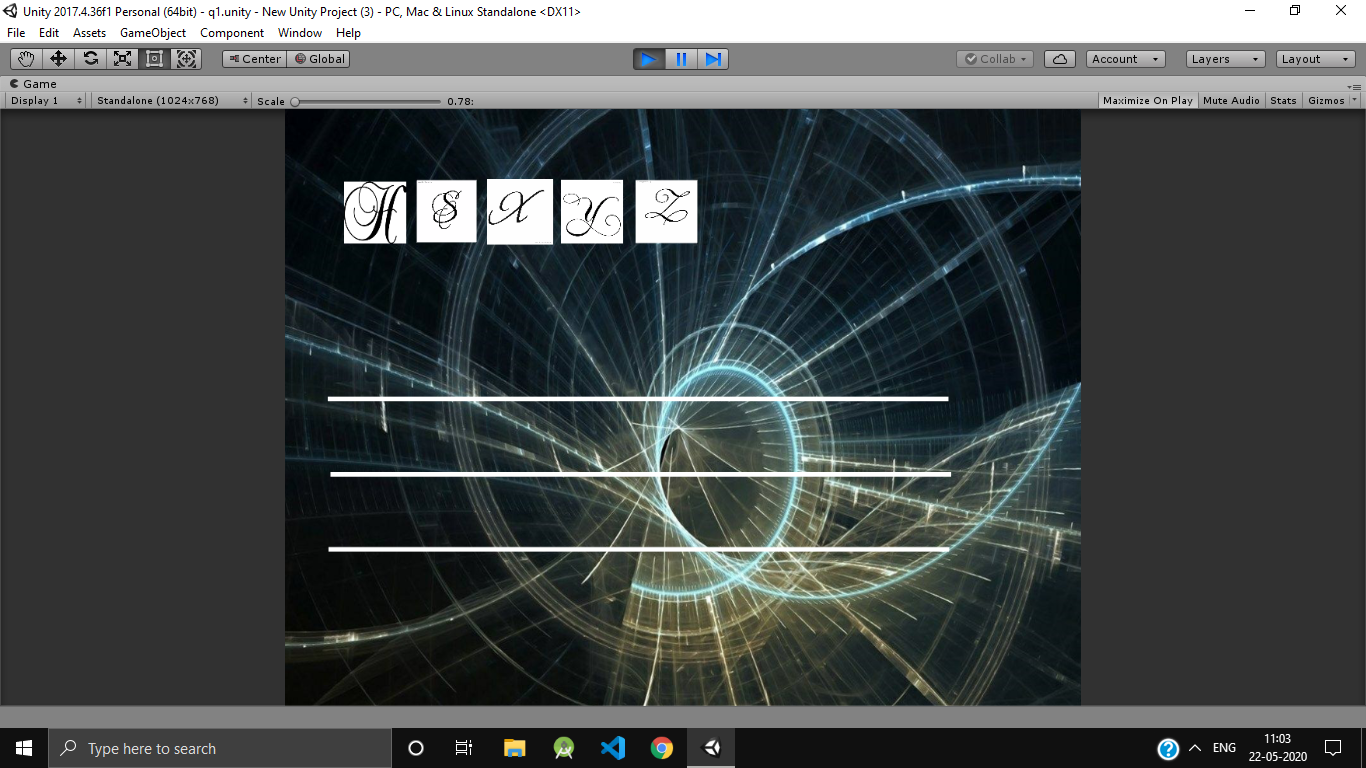 Unity 2017.4.36f1 Personal (64bit) - q1.unity - New Unity Project (3) - PC, Mac & Linux Standalone <DX11>
File Edit Assets GameObject Component Window Help
Center Global Collab Account Layers Layout
Game
Display 1 Standalone (1024x768) Scale 0.78: Maximize On Play Mute Audio Stats Gizmos
H S X Y Z
Type here to search ENG 11:03
22-05-2020